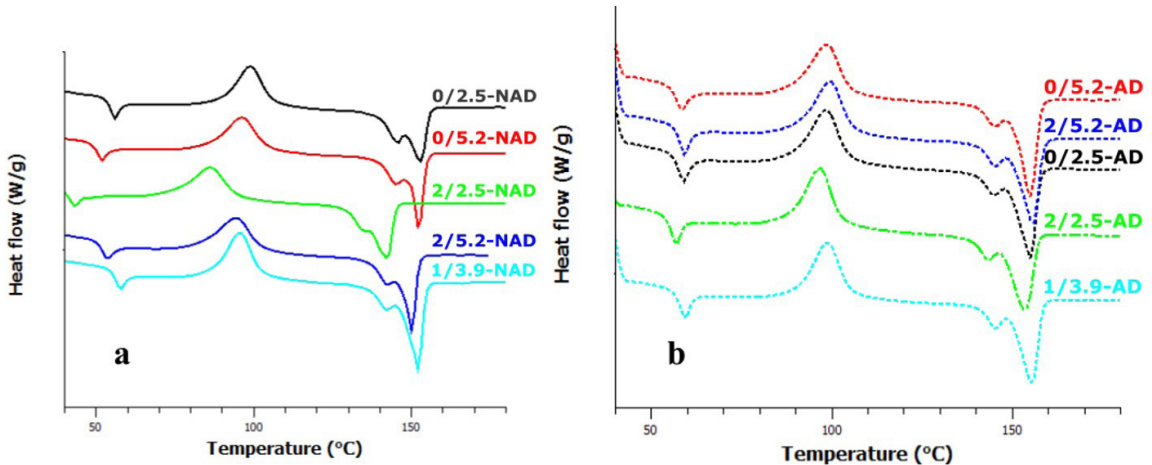 a
Heat flow (W/g)
0/2.5-NAD
0/5.2-NAD
2/2.5-NAD
2/5.2-NAD
1/3.9-NAD
a
50
100
150
Temperature (°C)
b
Heat flow (W/g)
0/5.2-AD
2/5.2-AD
0/2.5-AD
2/2.5-AD
1/3.9-AD
b
50
100
150
Temperature (°C)